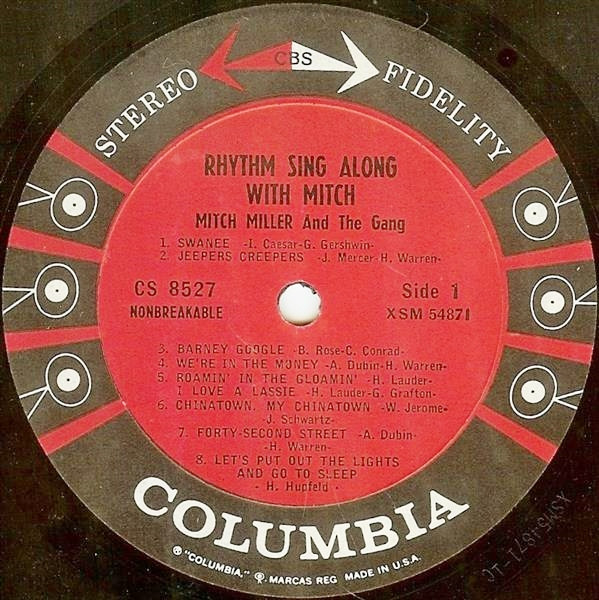 STEREO CBS FIDELITY
RHYTHM SING ALONG
WITH MITCH
MITCH MILLER And The Gang
1. SWANEE -I. Caesar-G. Gershwin-
2. JEEPERS CREEPERS -J. Mercer-H. Warren-
CS 8527 Side 1
NONBREAKABLE XSM 54871
3. BARNEY GOOGLE -B. Rose-C. Conrad-
4. WE'RE IN THE MONEY -A. Dubin-H. Warren-
5. ROAMIN' IN THE GLOAMIN' -H. Lauder-
I LOVE A LASSIE -H. Lauder-G. Grafton-
6. CHINATOWN, MY CHINATOWN -W. Jerome-
J. Schwartz-
7. FORTY-SECOND STREET -A. Dubin-
-H. Warren-
8. LET'S PUT OUT THE LIGHTS
AND GO TO SLEEP
-H. Hupfeld-
COLUMBIA
® "COLUMBIA," ℗. MARCAS REG MADE IN U.S.A.
XSM54871-1C